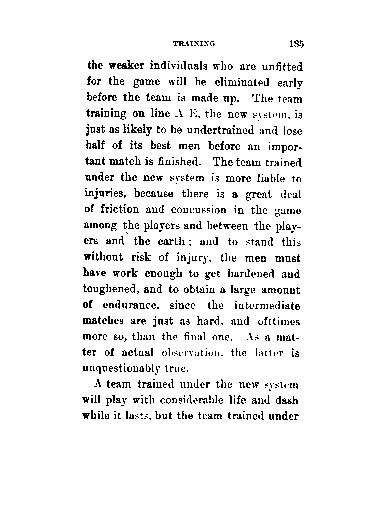 TRAINING 185
the weaker individuals who are unfitted
for the game will be eliminated early
before the team is made up. The team
training on line A E, the new system, is
just as likely to be undertrained and lose
half of its best men before an impor-
tant match is finished. The team trained
under the new system is more liable to
injuries, because there is a great deal
of friction and concussion in the game
among the players and between the play-
ers and the earth; and to stand this
without risk of injury, the men must
have work enough to get hardened and
toughened, and to obtain a large amount
of endurance, since the intermediate
matches are just as hard, and ofttimes
more so, than the final one. As a mat-
ter of actual observation, the latter is
unquestionably true.
A team trained under the new system
will play with considerable life and dash
while it lasts, but the team trained under